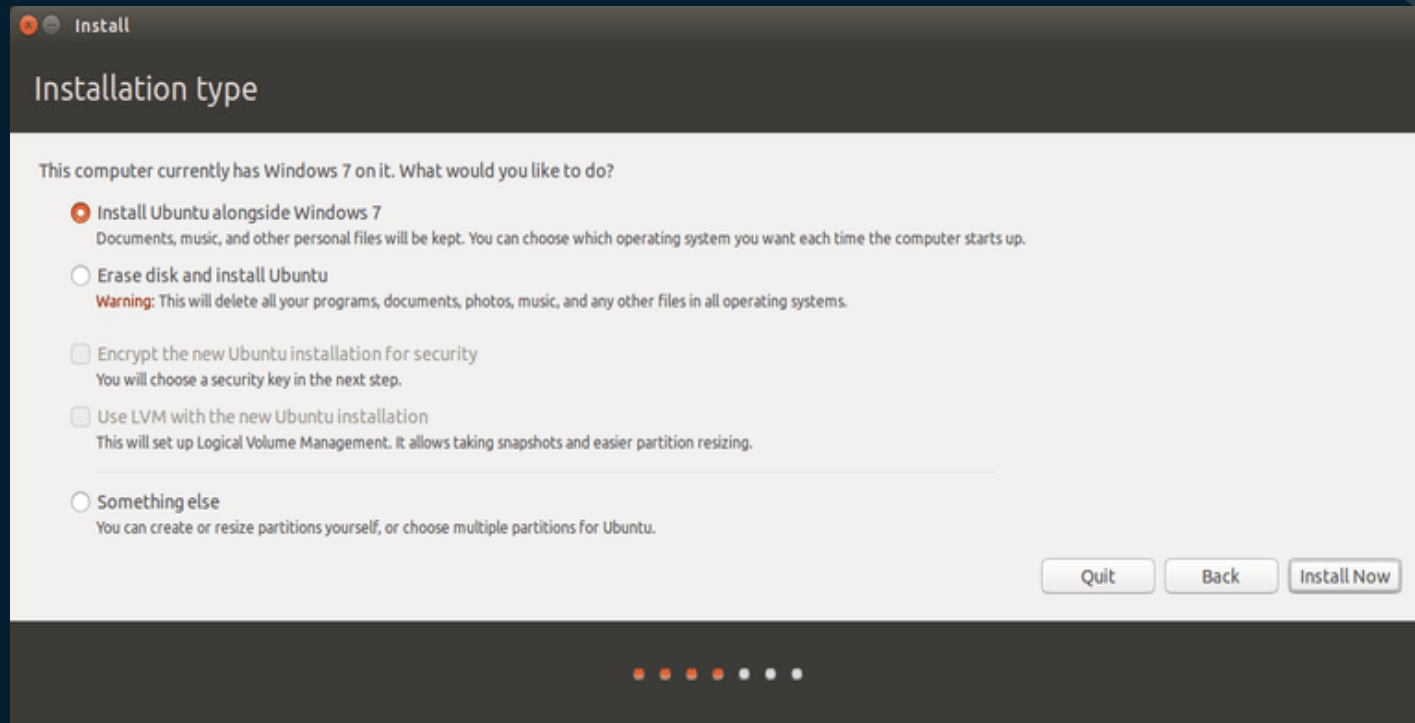 Install
Installation type
This computer currently has Windows 7 on it. What would you like to do?
Install Ubuntu alongside Windows 7
Documents, music, and other personal files will be kept. You can choose which operating system you want each time the computer starts up.
Erase disk and install Ubuntu
Warning: This will delete all your programs, documents, photos, music, and any other files in all operating systems.
Encrypt the new Ubuntu installation for security
You will choose a security key in the next step.
Use LVM with the new Ubuntu installation
This will set up Logical Volume Management. It allows taking snapshots and easier partition resizing.
Something else
You can create or resize partitions yourself, or choose multiple partitions for Ubuntu.
Quit Back Install Now